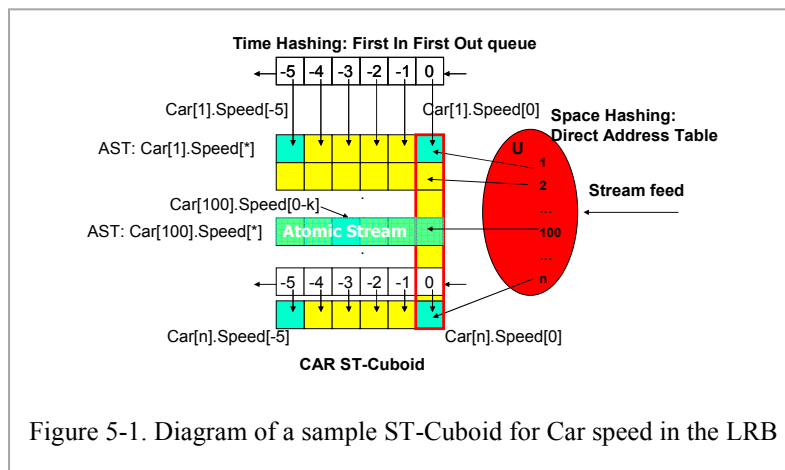 Time Hashing: First In First Out queue
-5 -4 -3 -2 -1 0
Car[1].Speed[-5]
Car[1].Speed[0]
Space Hashing:
Direct Address Table
AST: Car[1].Speed[*]
U
1
2
...
100
...
n
Stream feed
.
Car[100].Speed[0-k]
AST: Car[100].Speed[*]
Atomic Stream
.
-5 -4 -3 -2 -1 0
Car[n].Speed[-5]
Car[n].Speed[0]
CAR ST-Cuboid
Figure 5-1. Diagram of a sample ST-Cuboid for Car speed in the LRB